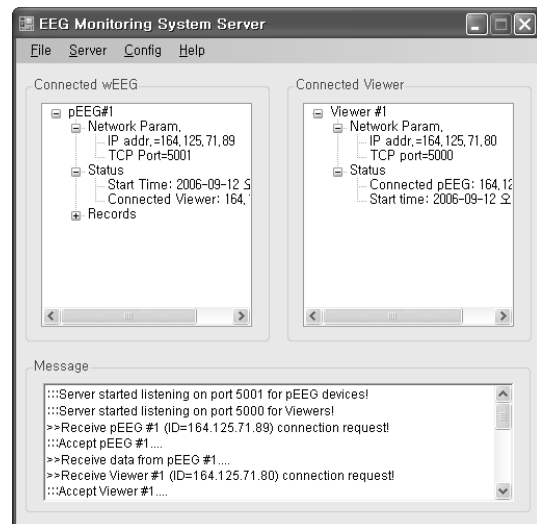 EEG Monitoring System Server
File Server Config Help
Connected wEEG
pEEG#1
Network Param,
IP addr,=164,125,71,89
TCP Port=5001
Status
Start Time: 2006-09-12
Connected Viewer: 164,
Records
Connected Viewer
Viewer #1
Network Param,
IP addr,=164,125,71,80
TCP port=5000
Status
Connected pEEG: 164,12
Start time: 2006-09-12 오
Message
:::Server started listening on port 5001 for pEEG devices!
:::Server started listening on port 5000 for Viewers!
>>Receive pEEG #1 (ID=164.125.71.89) connection request!
:::Accept pEEG #1....
>>Receive data from pEEG #1....
>>Receive Viewer #1 (ID=164.125.71.80) connection request!
:::Accept Viewer #1....